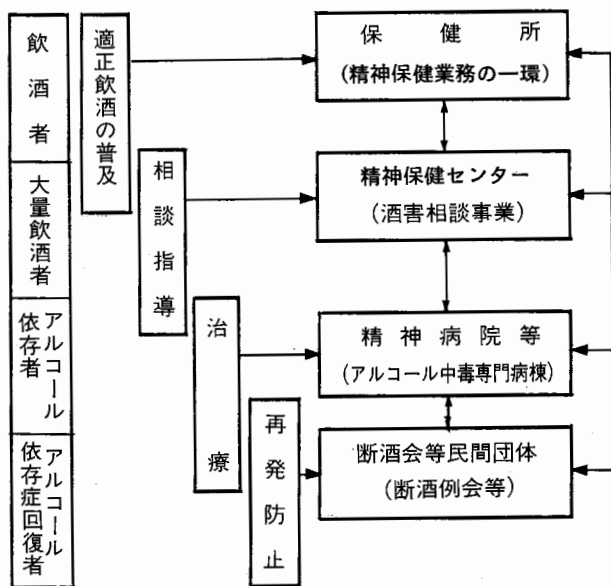 飲酒者
大量飲酒者
アルコール
依存者
アルコール
依存症回復者
適正飲酒の普及
相談指導
治療
再発防止
保健所
(精神保健業務の一環)
精神保健センター
(酒害相談事業)
精神病院等
(アルコール中毒専門病棟)
断酒会等民間団体
(断酒例会等)